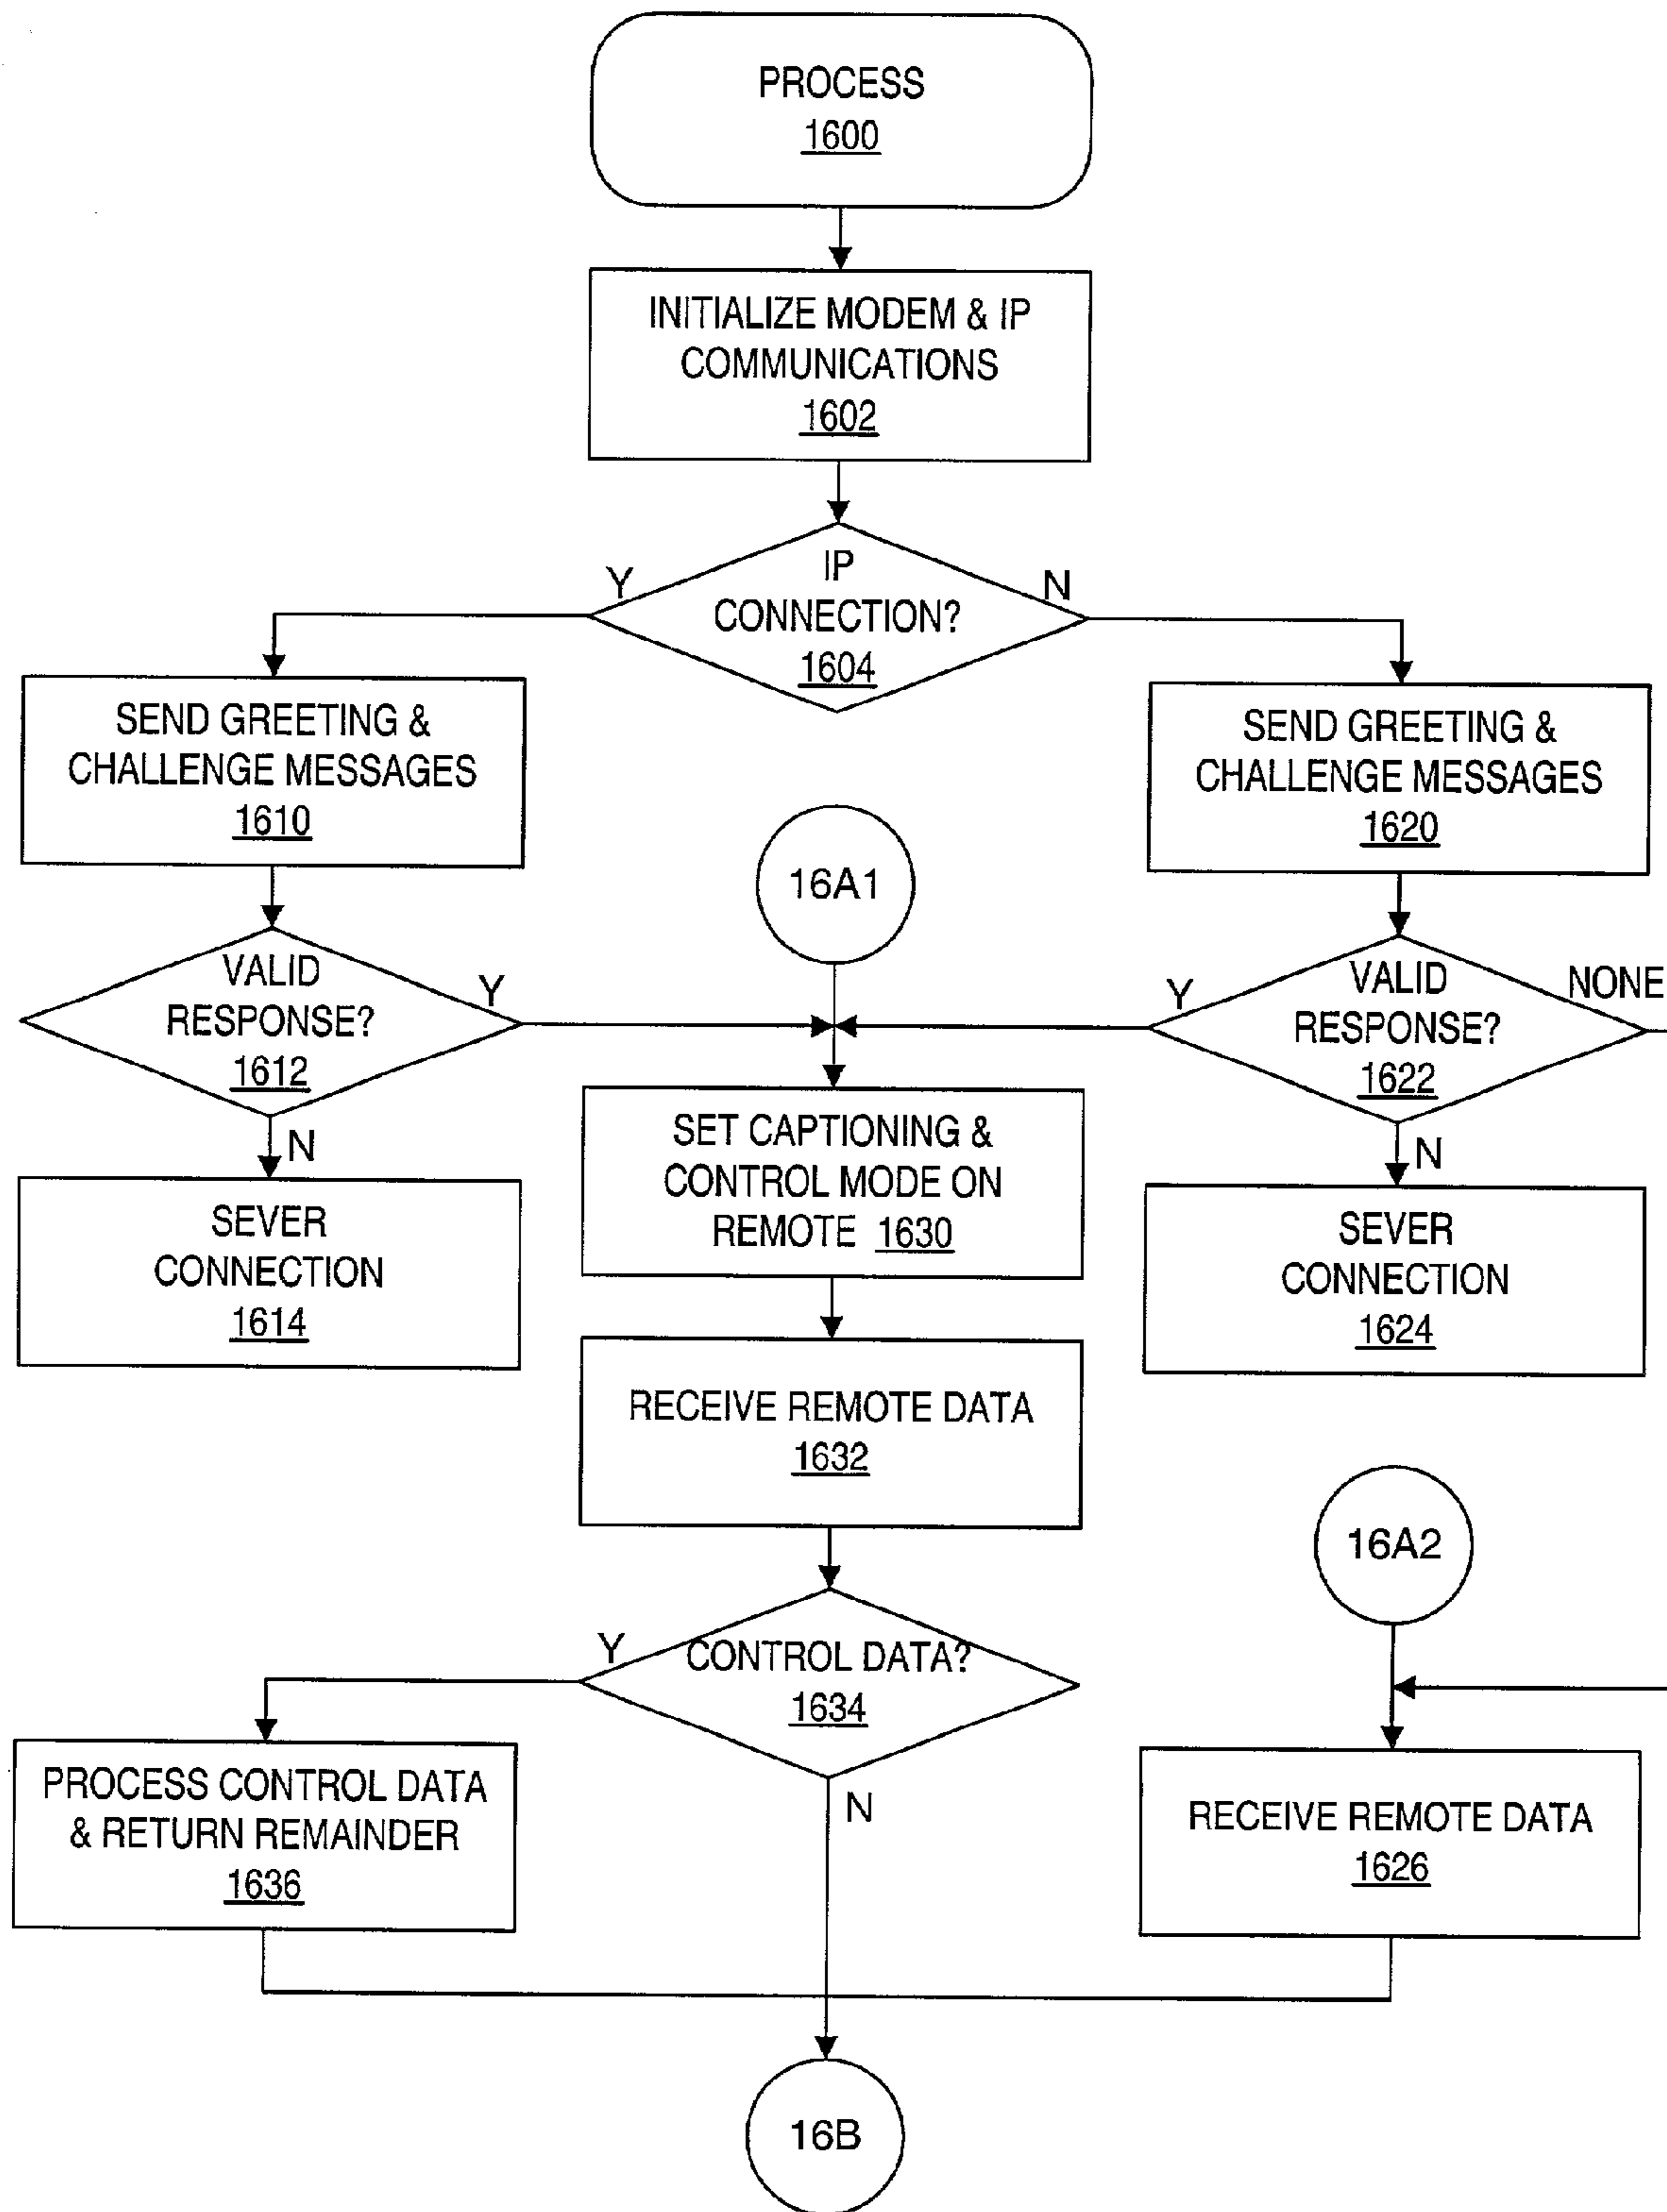 PROCESS
1600
INITIALIZE MODEM & IP
COMMUNICATIONS
1602
Y
IP
CONNECTION?
1604
N
SEND GREETING &
CHALLENGE MESSAGES
1610
SEND GREETING &
CHALLENGE MESSAGES
1620
16A1
VALID
RESPONSE?
1612
Y
N
Y
VALID
RESPONSE?
1622
NONE
N
SEVER
CONNECTION
1614
SET CAPTIONING &
CONTROL MODE ON
REMOTE 1630
SEVER
CONNECTION
1624
RECEIVE REMOTE DATA
1632
16A2
Y
CONTROL DATA?
1634
N
PROCESS CONTROL DATA
& RETURN REMAINDER
1636
RECEIVE REMOTE DATA
1626
16B